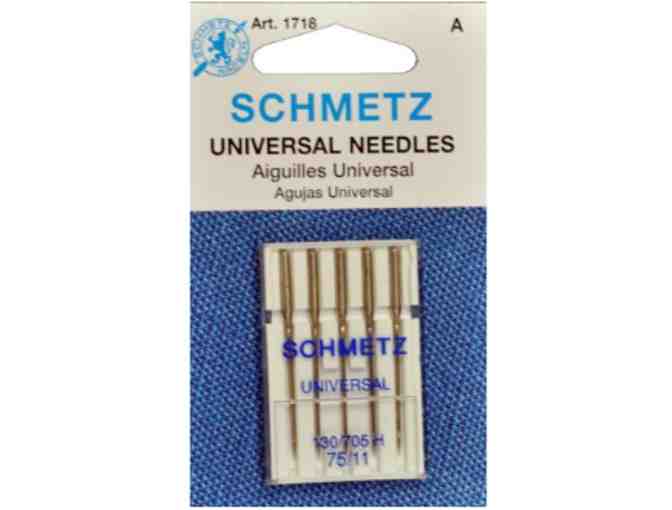 Art. 1718
A
SCHMETZ
UNIVERSAL NEEDLES
Aiguilles Universal
Agujas Universal
SCHMETZ
UNIVERSAL
130/705 H
75/11